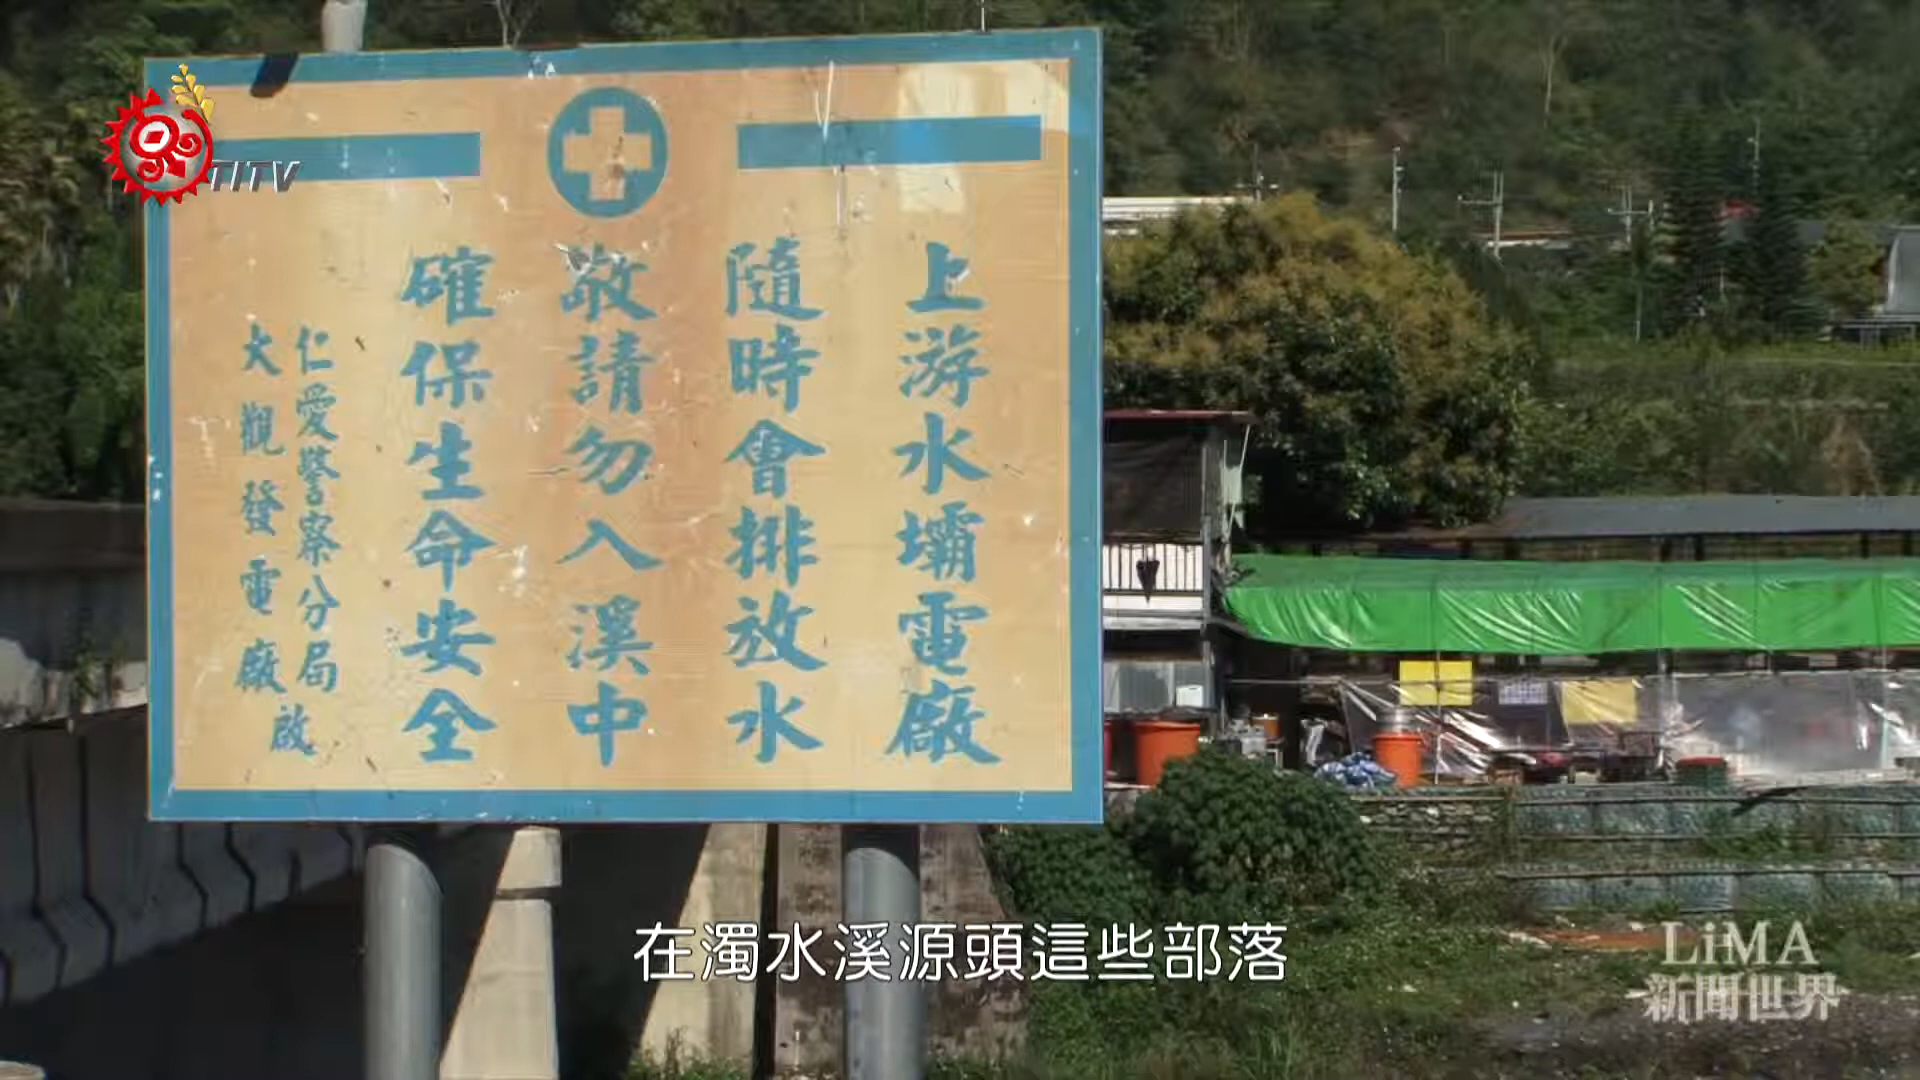 TITV
上游水壩電廠
隨時會排放水
敬請勿入溪中
確保生命安全
仁愛警察分局
大觀發電廠
啟
在濁水溪源頭這些部落
LiMA
新聞世界